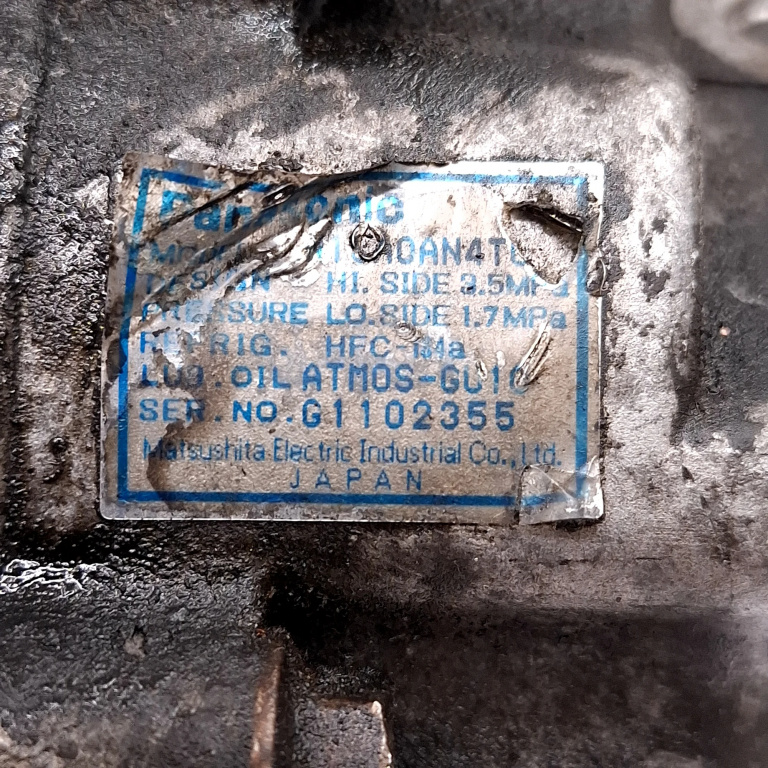 Panasonic
DESIGN HI. SIDE 3.5MPa
PRESSURE LO. SIDE 1.7MPa
REFRIG. HFC-134a
LUB. OIL ATMOS-GU10
SER. NO. G1102355
Matsushita Electric Industrial Co., Ltd.
JAPAN